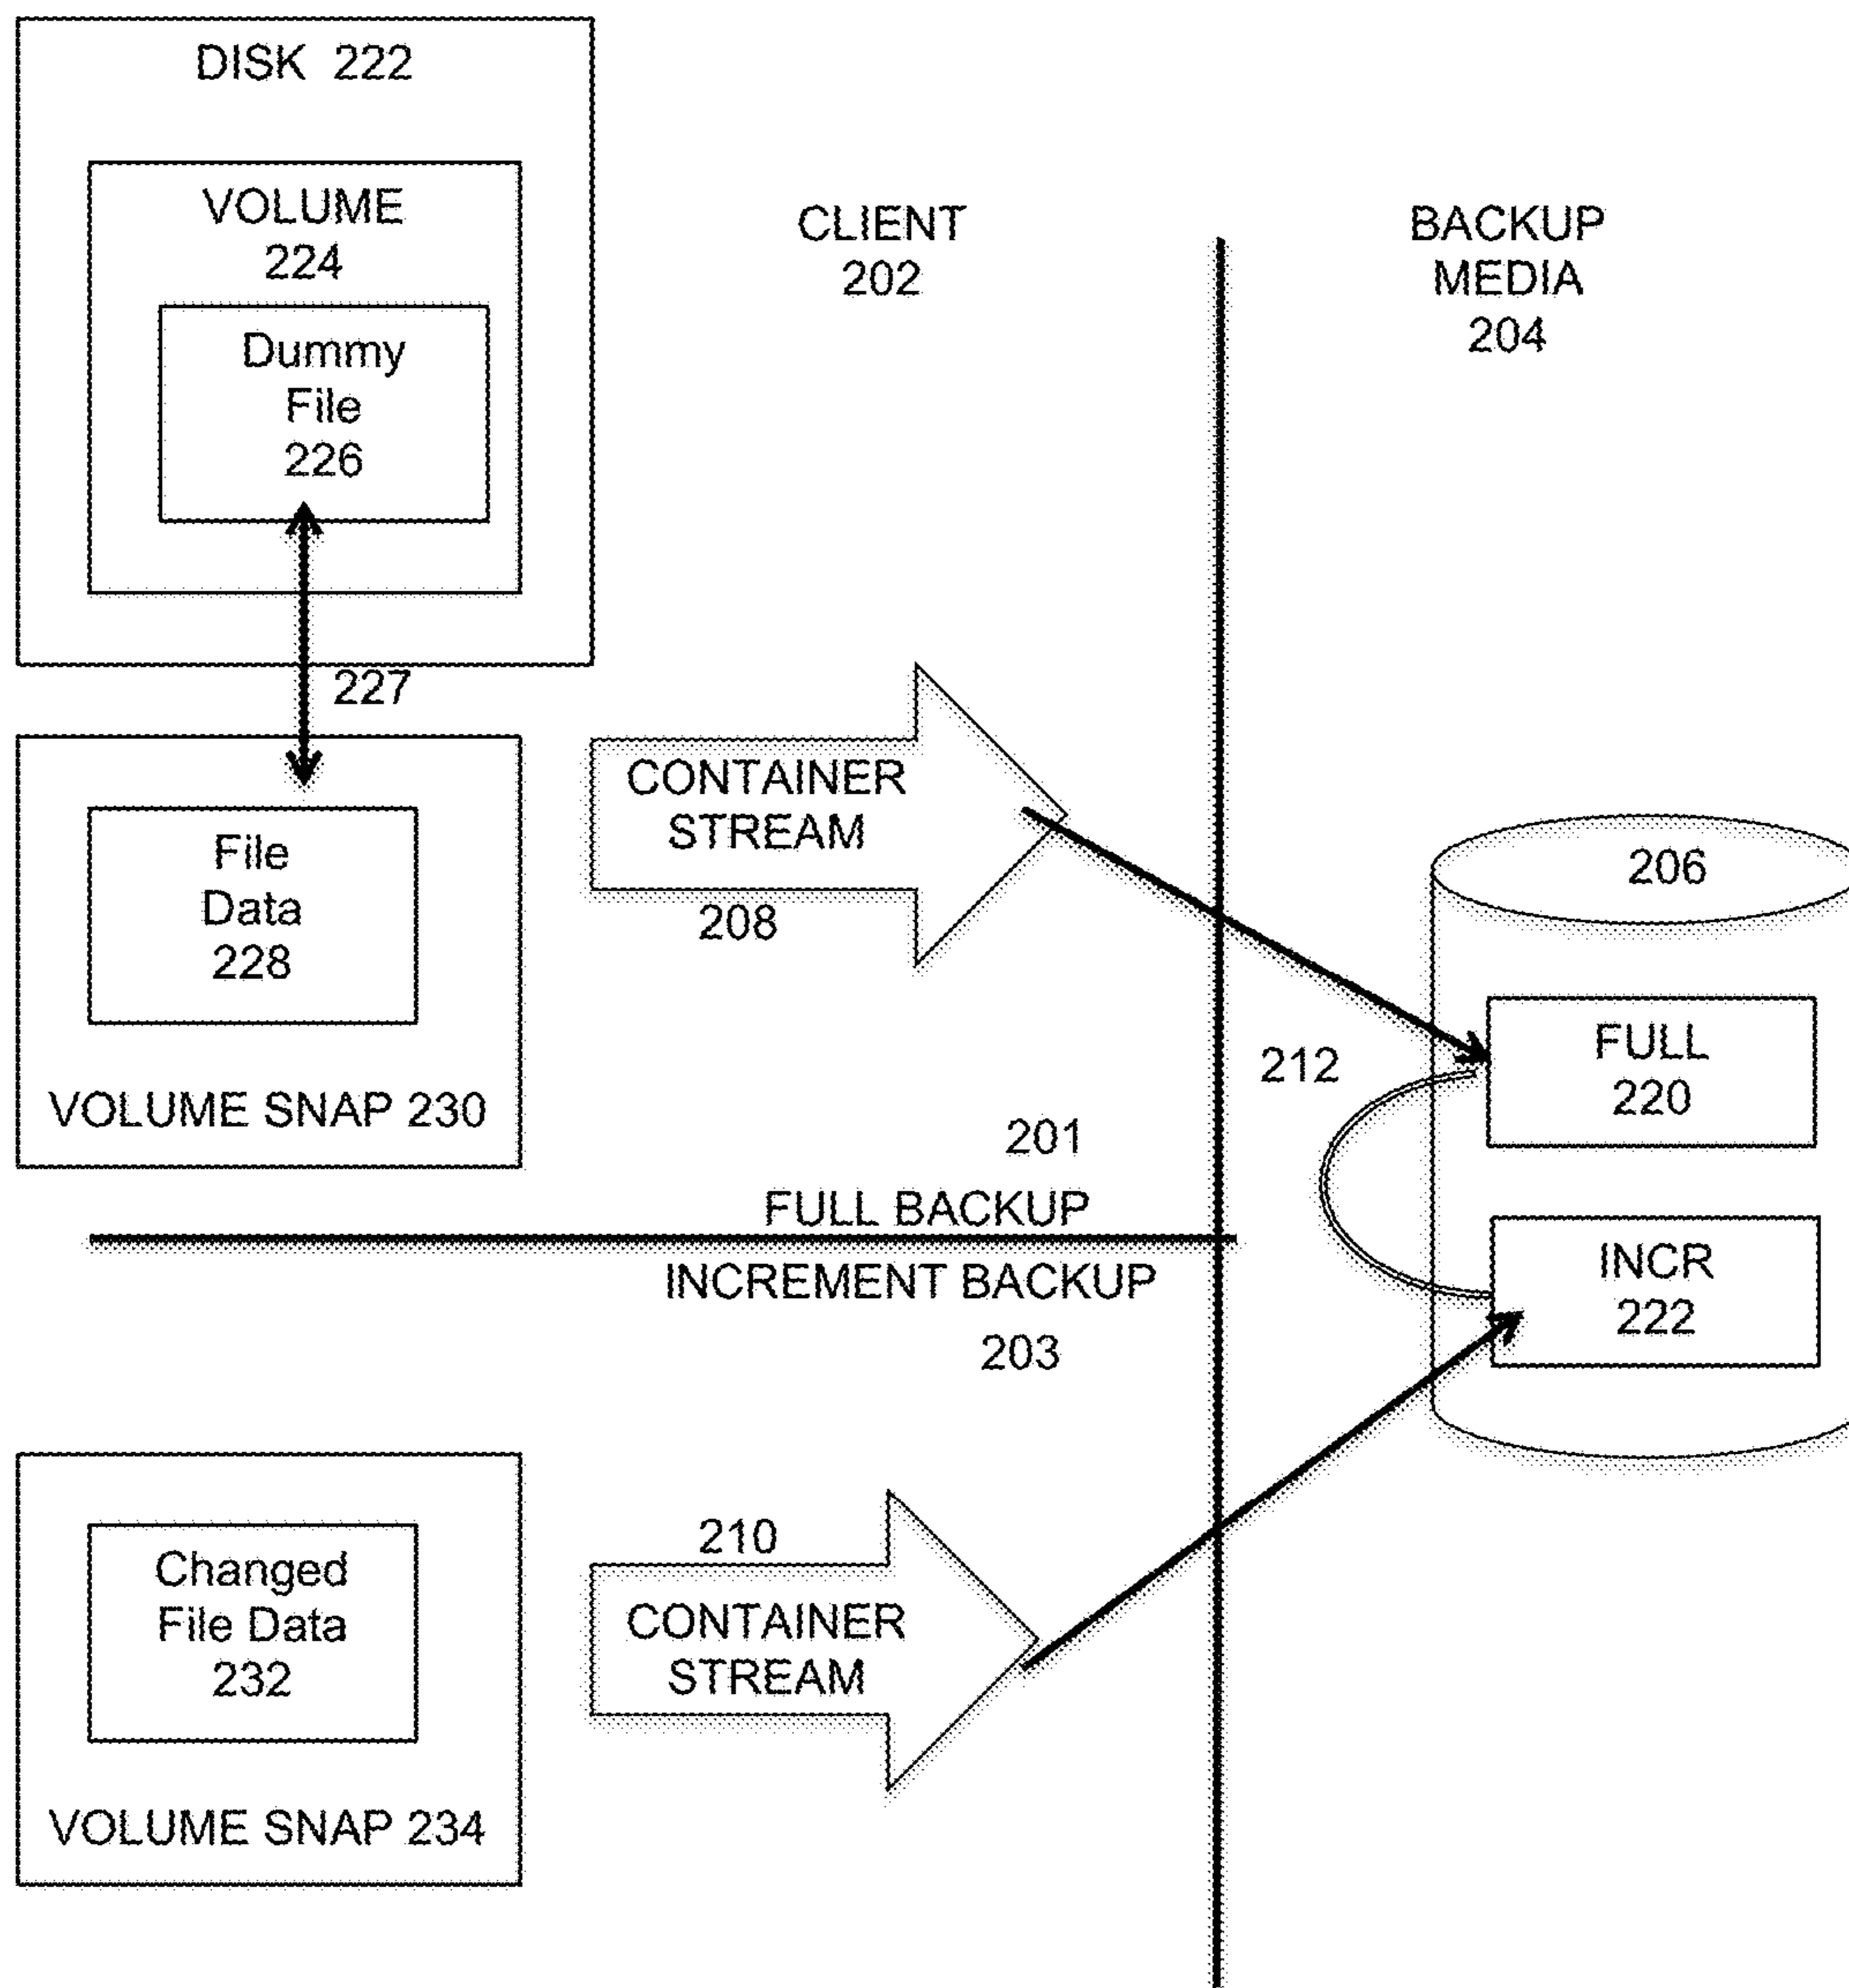 DISK 222
VOLUME
224
Dummy
File
226
227
CLIENT
202
BACKUP
MEDIA
204
File
Data
228
VOLUME SNAP 230
CONTAINER
STREAM
208
206
FULL
220
212
201
FULL BACKUP
INCREMENT BACKUP
203
INCR
222
Changed
File Data
232
VOLUME SNAP 234
210
CONTAINER
STREAM